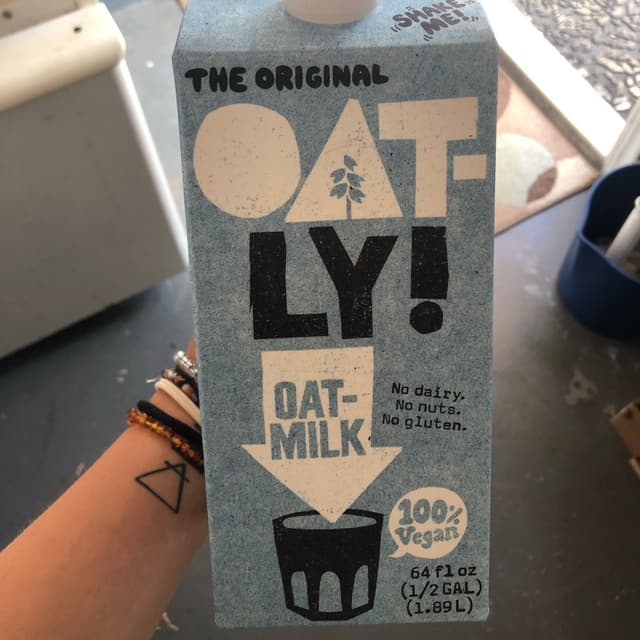 SHAKE
ME!
THE ORIGINAL
OAT-
LY!
OAT-
MILK
No dairy.
No nuts.
No gluten.
100%
Vegan
64 fl oz
(1/2 GAL)
(1.89 L)